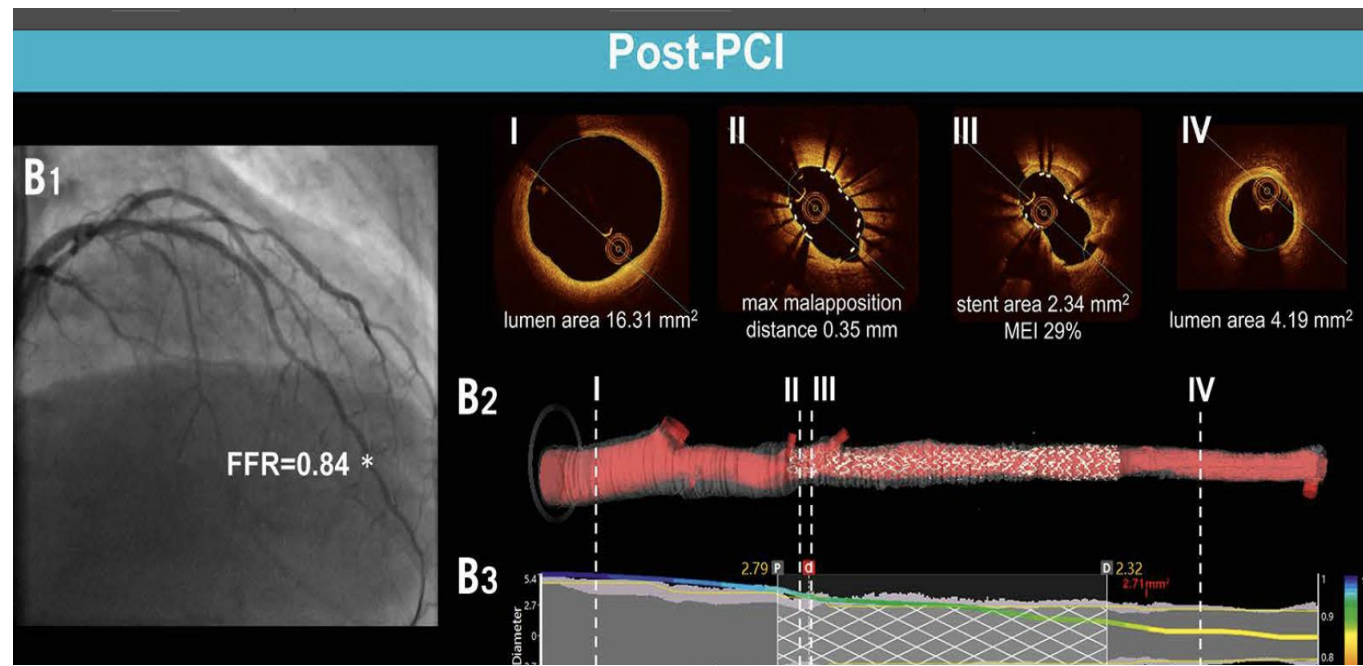 Post-PCI
B1
FFR=0.84 *
I
lumen area 16.31 mm²
II
max malapposition
distance 0.35 mm
III
stent area 2.34 mm²
MEI 29%
IV
lumen area 4.19 mm²
B2
I
II
III
IV
B3
2.79 P
d
D 2.32
2.71mm²
5.4
2.7
0
Diameter
1
0.9
0.8